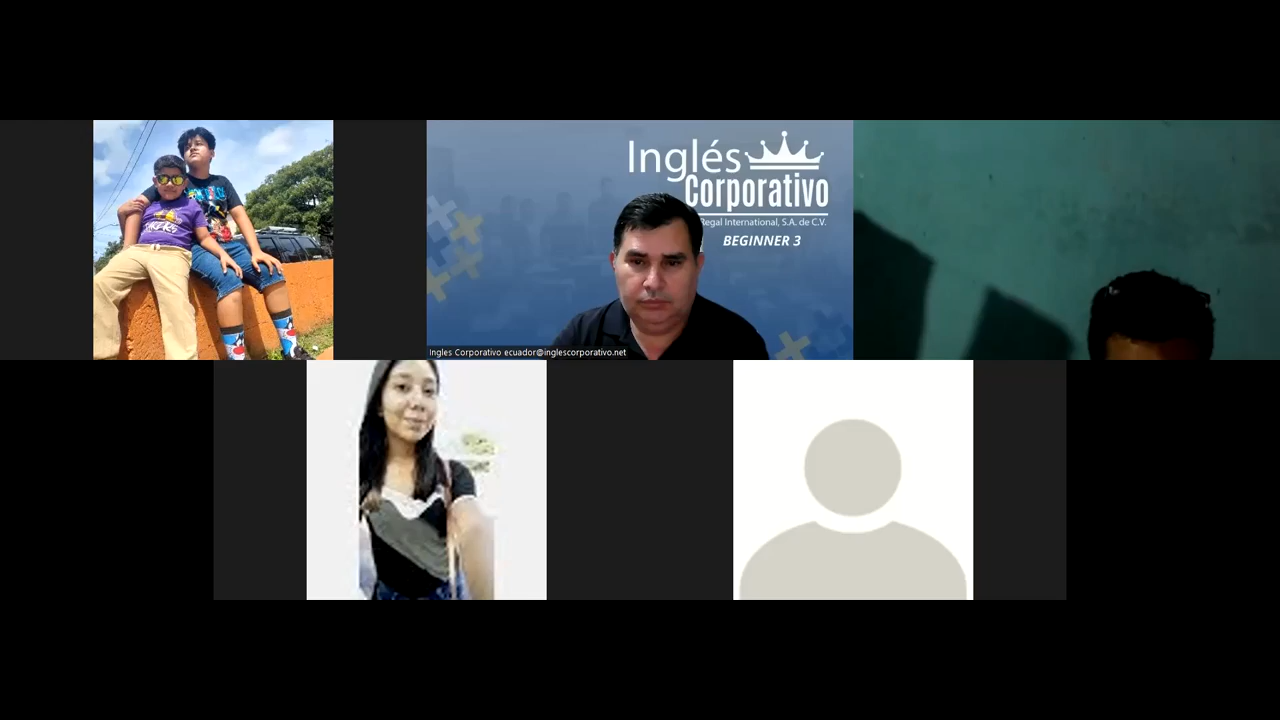 Inglés
Corporativo
Regal International, S.A. de C.V.
BEGINNER 3
Ingles Corporativo ecuador@inglescorporativo.net